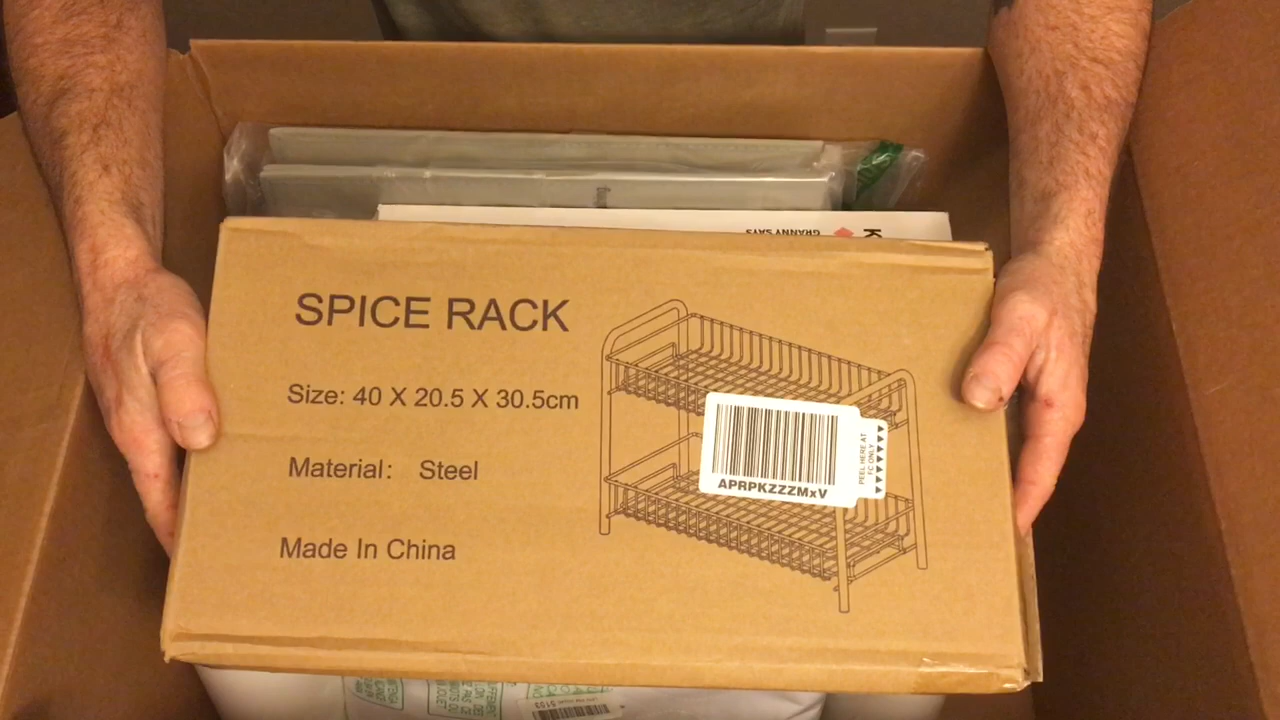 K
GRANNY SAYS
SPICE RACK
Size: 40 X 20.5 X 30.5cm
Material: Steel
Made In China
APRPKZZZMxV
PEEL HERE AT
FC ONLY